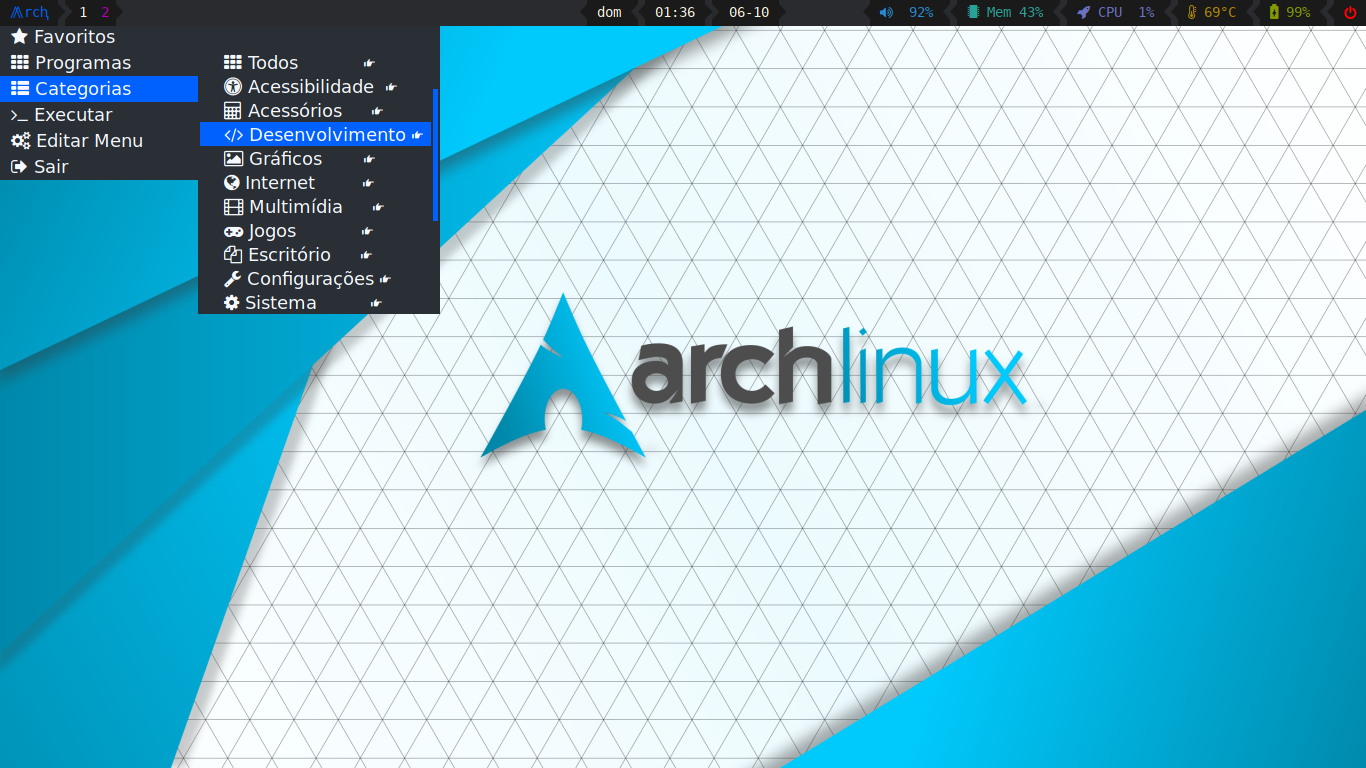 Arch 1 2 dom 01:36 06-10 92% Mem 43% CPU 1% 69°C 99%
Favoritos
Programas
Categorias
Executar
Editar Menu
Sair
Todos
Acessibilidade
Acessórios
Desenvolvimento
Gráficos
Internet
Multimídia
Jogos
Escritório
Configurações
Sistema
archlinux